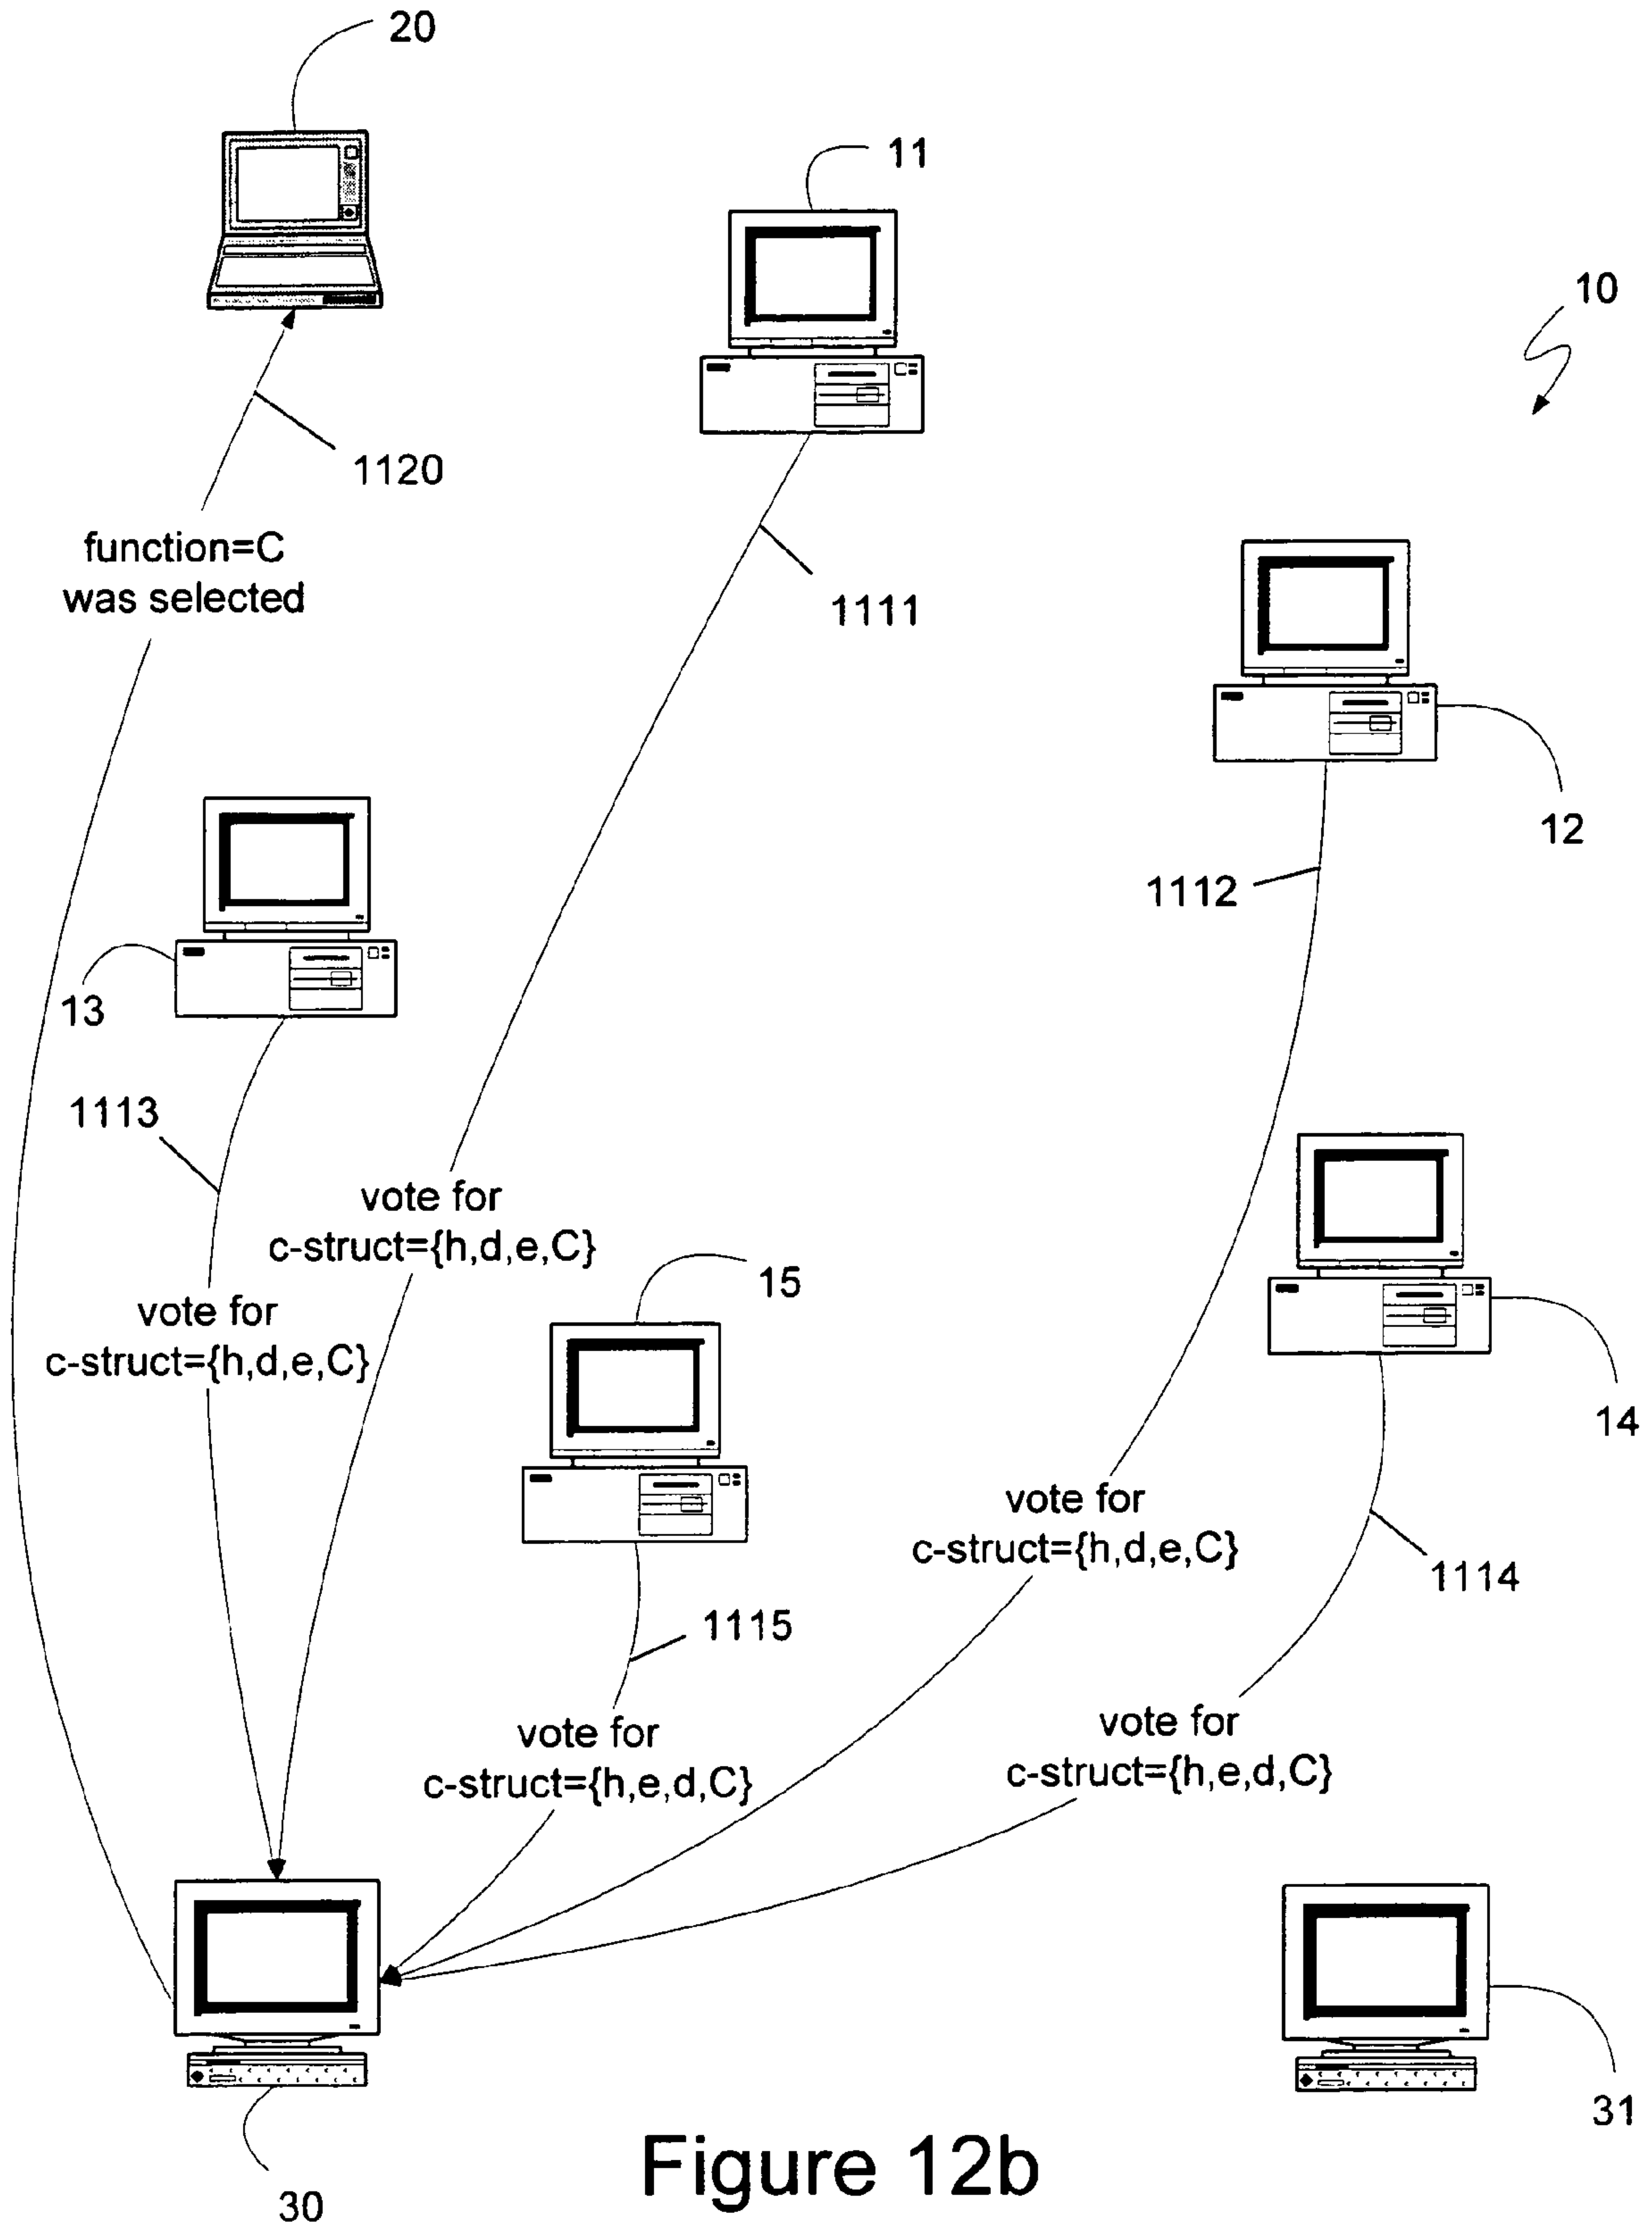 20
11
10
1120
function=C
was selected
1111
12
1112
13
1113
vote for
c-struct={h,d,e,C}
15
vote for
c-struct={h,d,e,C}
14
vote for
c-struct={h,d,e,C}
1114
1115
vote for
c-struct={h,e,d,C}
vote for
c-struct={h,e,d,C}
31
30
Figure 12b